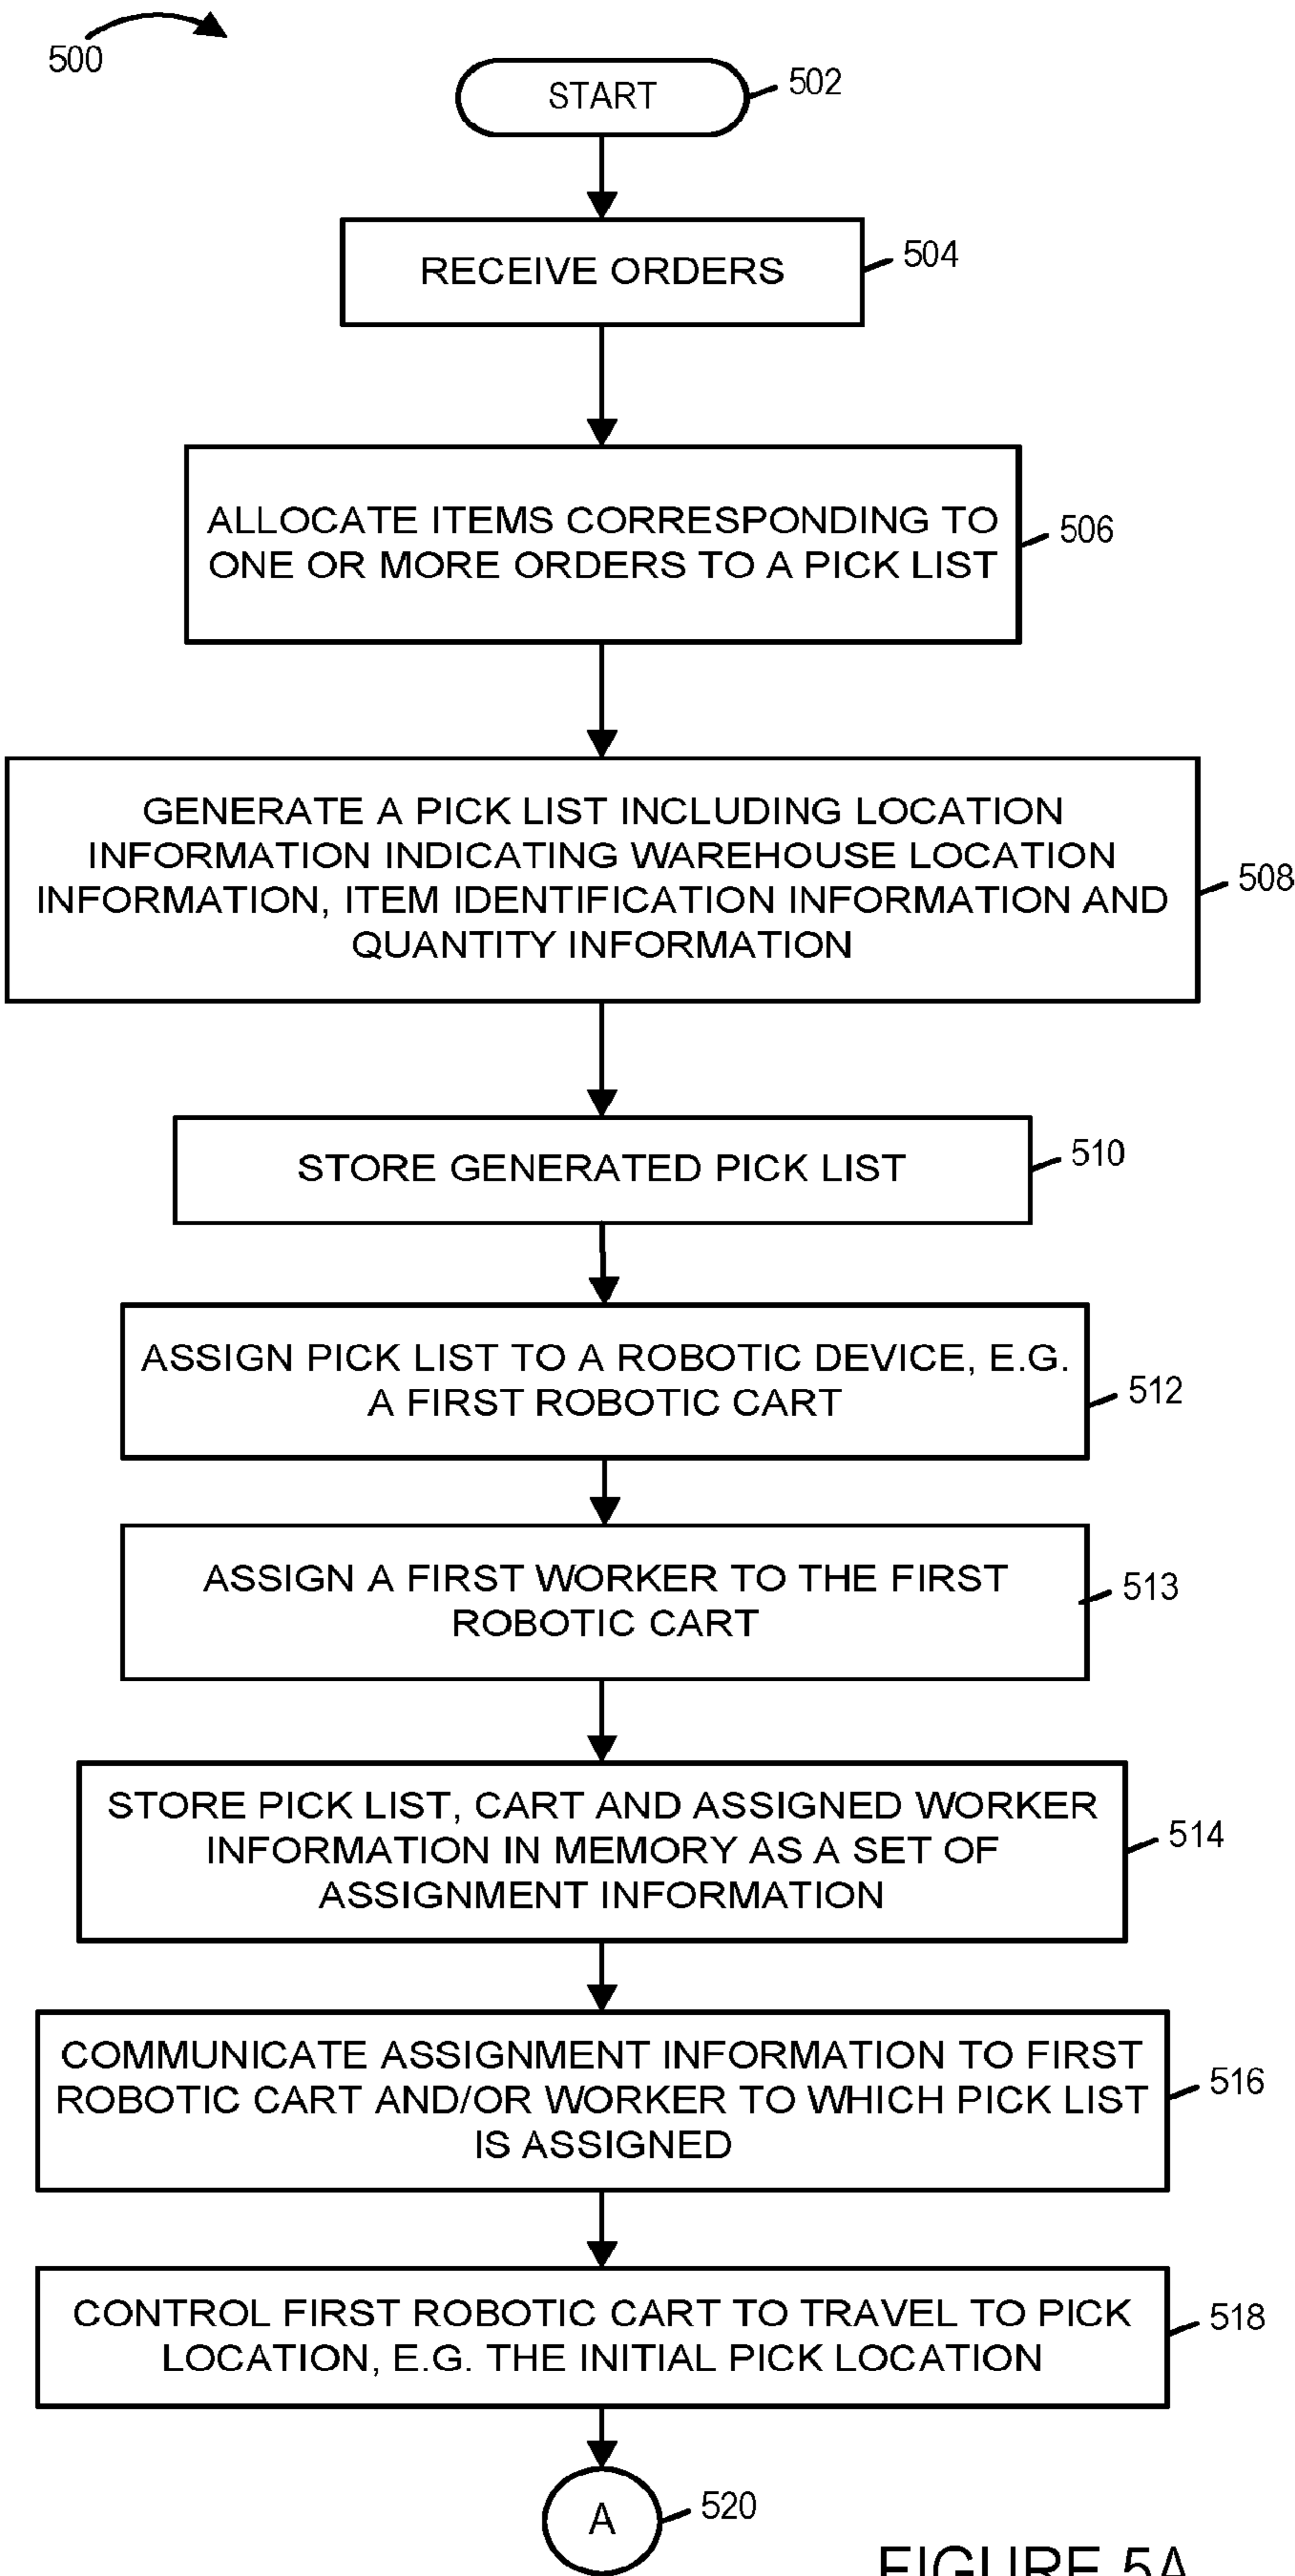 500
START
502
RECEIVE ORDERS
504
ALLOCATE ITEMS CORRESPONDING TO
ONE OR MORE ORDERS TO A PICK LIST
506
GENERATE A PICK LIST INCLUDING LOCATION
INFORMATION INDICATING WAREHOUSE LOCATION
INFORMATION, ITEM IDENTIFICATION INFORMATION AND
QUANTITY INFORMATION
508
STORE GENERATED PICK LIST
510
ASSIGN PICK LIST TO A ROBOTIC DEVICE, E.G.
A FIRST ROBOTIC CART
512
ASSIGN A FIRST WORKER TO THE FIRST
ROBOTIC CART
513
STORE PICK LIST, CART AND ASSIGNED WORKER
INFORMATION IN MEMORY AS A SET OF
ASSIGNMENT INFORMATION
514
COMMUNICATE ASSIGNMENT INFORMATION TO FIRST
ROBOTIC CART AND/OR WORKER TO WHICH PICK LIST
IS ASSIGNED
516
CONTROL FIRST ROBOTIC CART TO TRAVEL TO PICK
LOCATION, E.G. THE INITIAL PICK LOCATION
518
A
520
FIGURE 5A